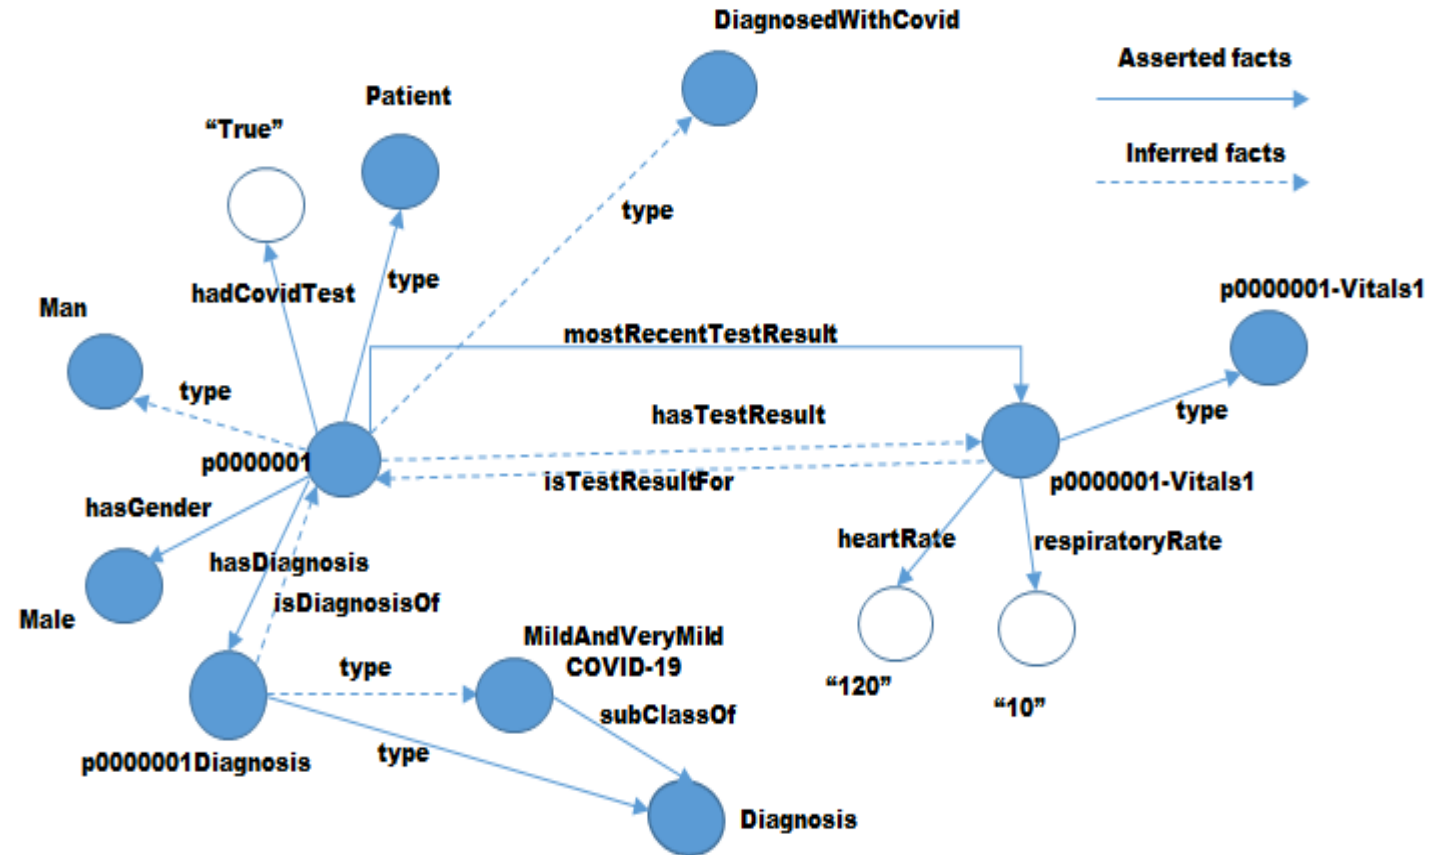 DiagnosedWithCovid
Asserted facts
Patient
“True”
Inferred facts
type
type
hadCovidTest
p0000001-Vitals1
Man
mostRecentTestResult
type
hasTestResult
type
p0000001
isTestResultFor
p0000001-Vitals1
hasGender
heartRate
respiratoryRate
hasDiagnosis
isDiagnosisOf
Male
MildAndVeryMild
COVID-19
type
“120”
“10”
subClassOf
type
p0000001Diagnosis
Diagnosis